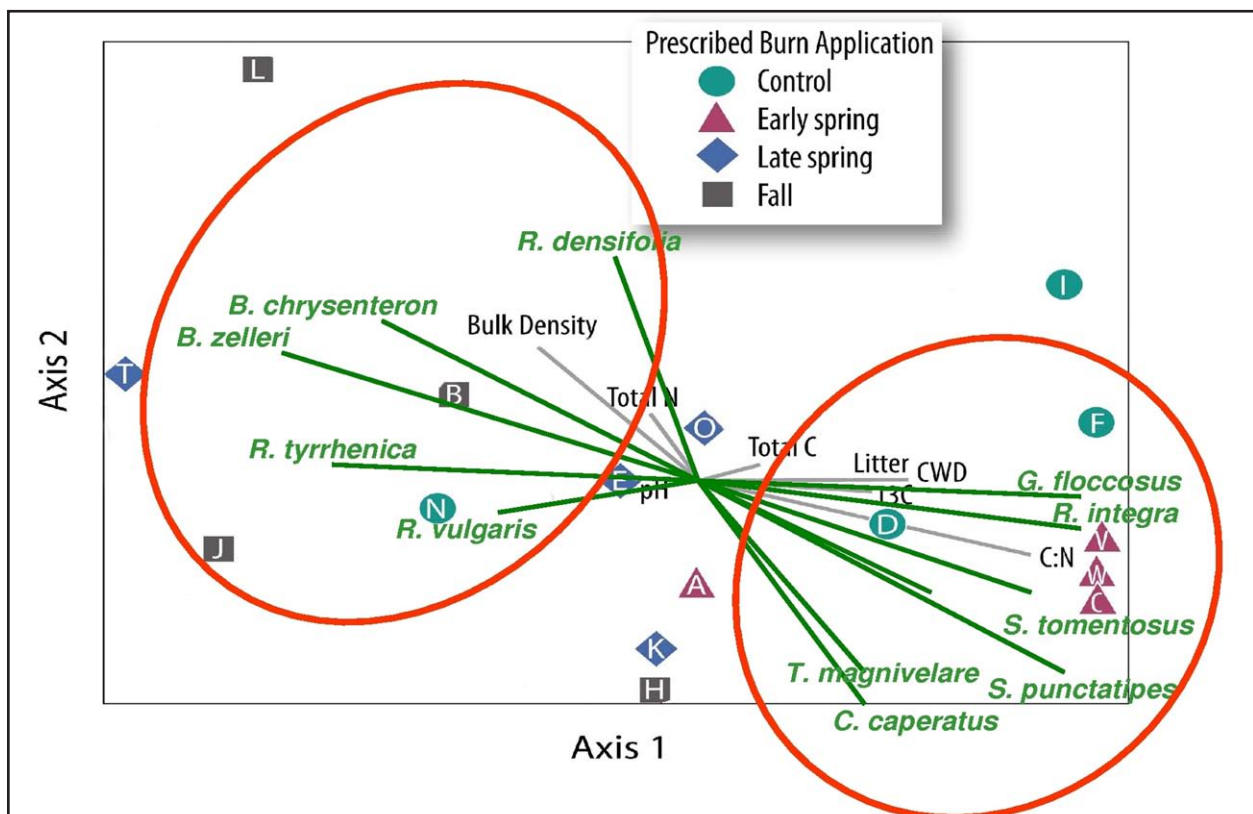 Prescribed Burn Application
Control
Early spring
Late spring
Fall
L
R. densifolia
I
B. chrysenteron
Bulk Density
B. zelleri
T
B
Total N
O
F
Axis 2
R. tyrrhenica
Total C
Litter
CWD
E
pH
13C
G. floccosus
N
R. vulgaris
D
R. integra
V
J
C:N
W
A
C
S. tomentosus
K
T. magnivelare
H
S. punctatipes
C. caperatus
Axis 1